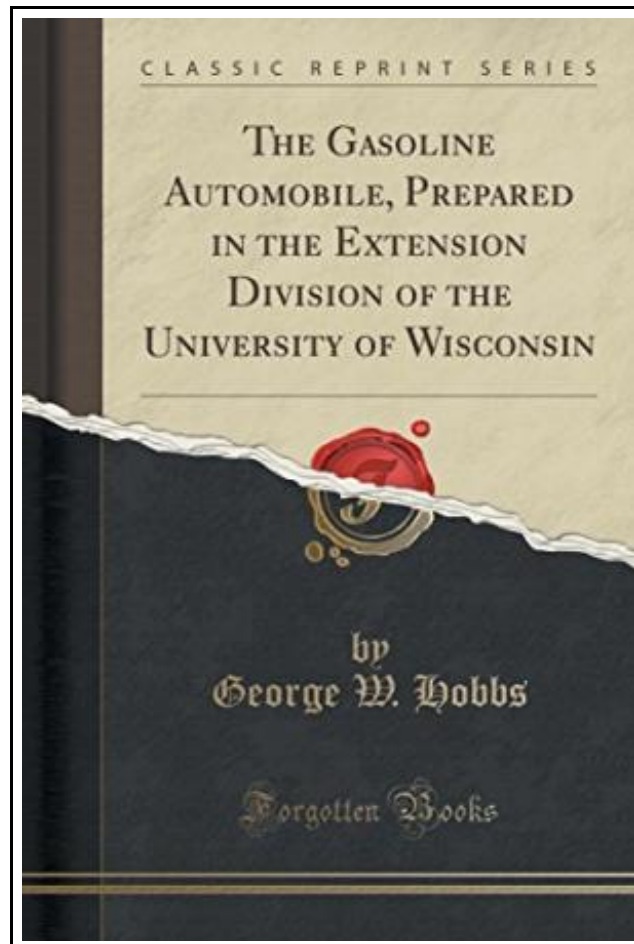 CLASSIC REPRINT SERIES
THE GASOLINE
AUTOMOBILE, PREPARED
IN THE EXTENSION
DIVISION OF THE
UNIVERSITY OF WISCONSIN
by
George W. Hobbs
Forgotten Books